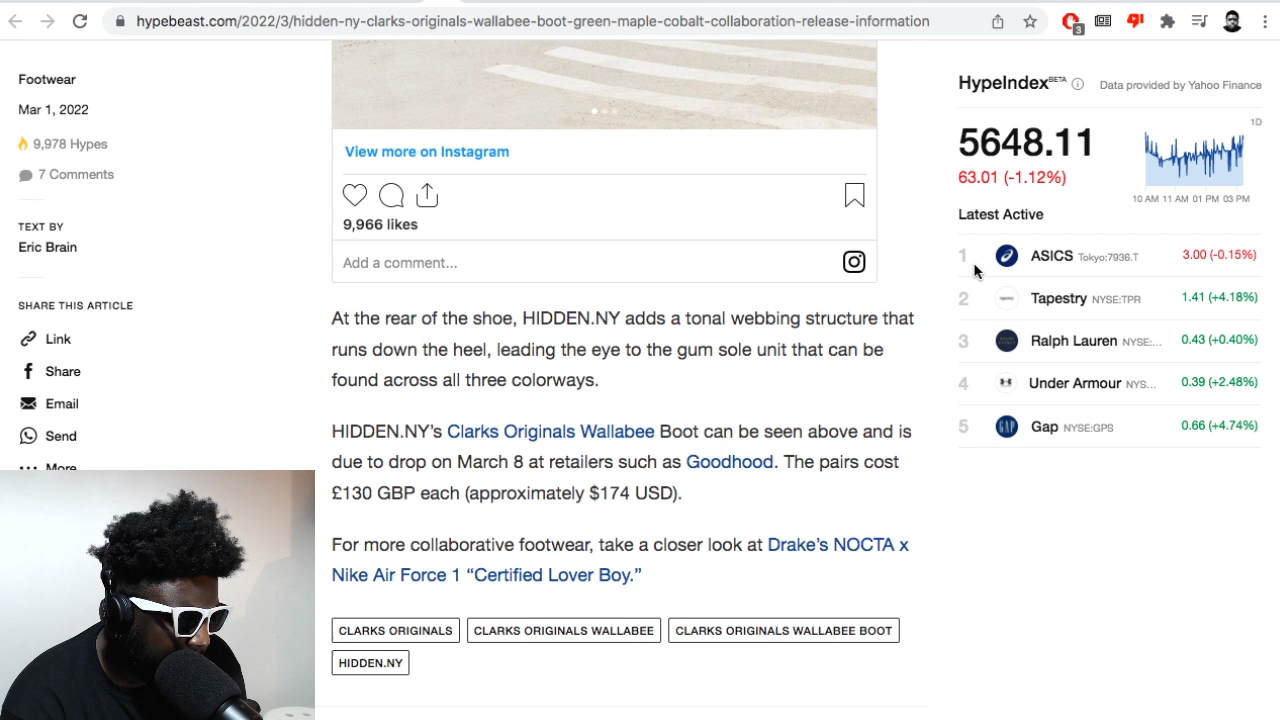 hypebeast.com/2022/3/hidden-ny-clarks-originals-wallabee-boot-green-maple-cobalt-collaboration-release-information
3
Footwear
Mar 1, 2022
9,978 Hypes
7 Comments
TEXT BY
Eric Brain
SHARE THIS ARTICLE
Link
Share
Email
Send
More
View more on Instagram
9,966 likes
Add a comment...
At the rear of the shoe, HIDDEN.NY adds a tonal webbing structure that
runs down the heel, leading the eye to the gum sole unit that can be
found across all three colorways.
HIDDEN.NY’s Clarks Originals Wallabee Boot can be seen above and is
due to drop on March 8 at retailers such as Goodhood. The pairs cost
£130 GBP each (approximately $174 USD).
For more collaborative footwear, take a closer look at Drake’s NOCTA x
Nike Air Force 1 “Certified Lover Boy.”
CLARKS ORIGINALS CLARKS ORIGINALS WALLABEE CLARKS ORIGINALS WALLABEE BOOT
HIDDEN.NY
HypeIndex BETA Data provided by Yahoo Finance
5648.11
63.01 (-1.12%)
1D
10 AM 11 AM 01 PM 03 PM
Latest Active
1 ASICS Tokyo:7936.T 3.00 (-0.15%)
2 Tapestry NYSE:TPR 1.41 (+4.18%)
3 Ralph Lauren NYSE:... 0.43 (+0.40%)
4 Under Armour NYS... 0.39 (+2.48%)
5 GAP Gap NYSE:GPS 0.66 (+4.74%)